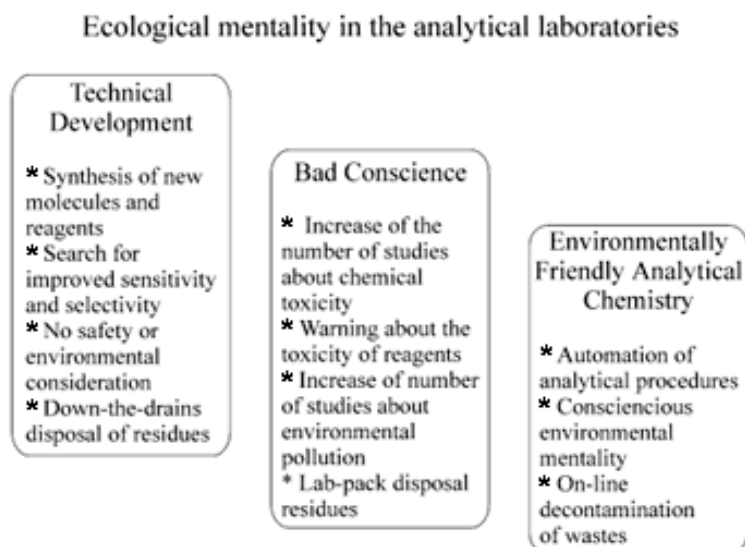 Ecological mentality in the analytical laboratories
Technical
Development
* Synthesis of new
molecules and
reagents
* Search for
improved sensitivity
and selectivity
* No safety or
environmental
consideration
* Down-the-drains
disposal of residues
Bad Conscience
* Increase of the
number of studies
about chemical
toxicity
* Warning about the
toxicity of reagents
* Increase of number
of studies about
environmental
pollution
* Lab-pack disposal
residues
Environmentally
Friendly Analytical
Chemistry
* Automation of
analytical procedures
* Consciencious
environmental
mentality
* On-line
decontamination
of wastes